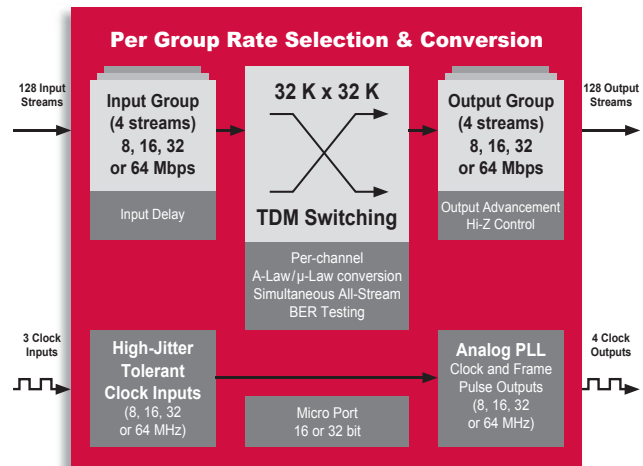 Per Group Rate Selection & Conversion
128 Input
Streams
Input Group
(4 streams)
8, 16, 32
or 64 Mbps
Input Delay
32 K x 32 K
TDM Switching
Per-channel
A-Law/µ-Law conversion
Simultaneous All-Stream
BER Testing
Output Group
(4 streams)
8, 16, 32
or 64 Mbps
Output Advancement
Hi-Z Control
128 Output
Streams
3 Clock
Inputs
High-Jitter
Tolerant
Clock Inputs
(8, 16, 32
or 64 MHz)
Micro Port
16 or 32 bit
Analog PLL
Clock and Frame
Pulse Outputs
(8, 16, 32
or 64 MHz)
4 Clock
Outputs